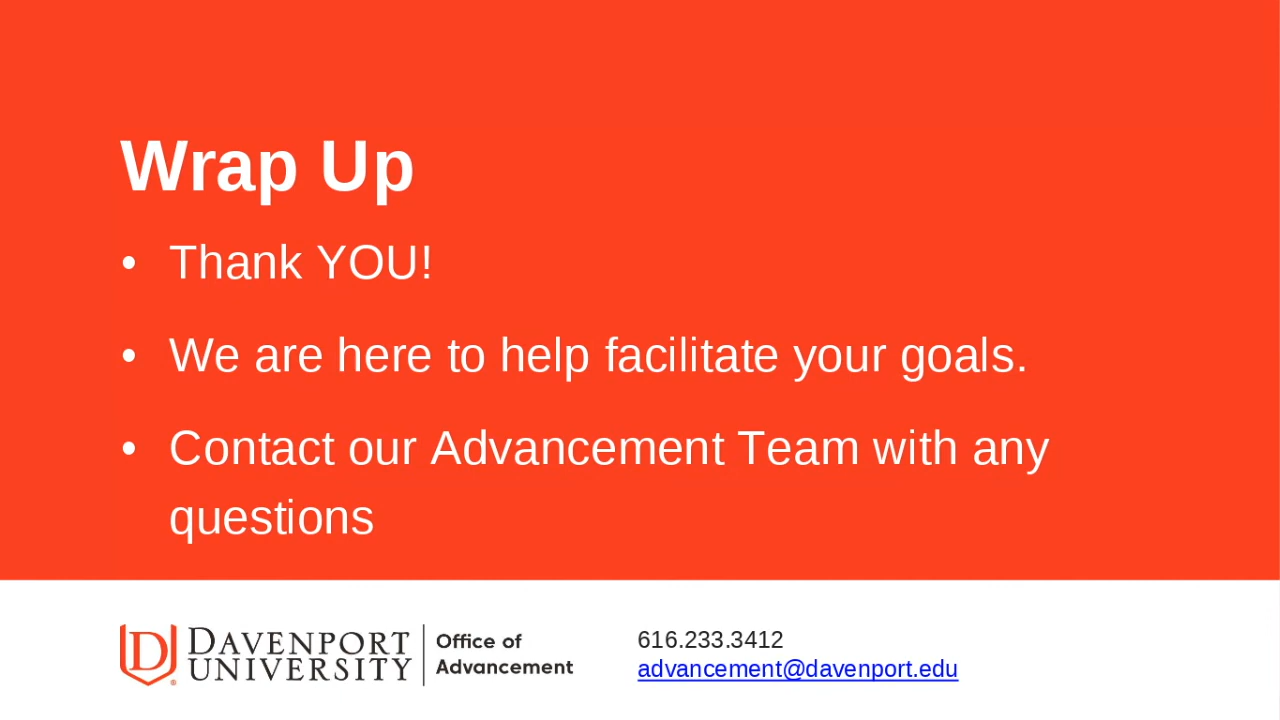 Wrap Up
• Thank YOU!
• We are here to help facilitate your goals.
• Contact our Advancement Team with any
questions
D DAVENPORT
UNIVERSITY
®
Office of
Advancement
616.233.3412
advancement@davenport.edu